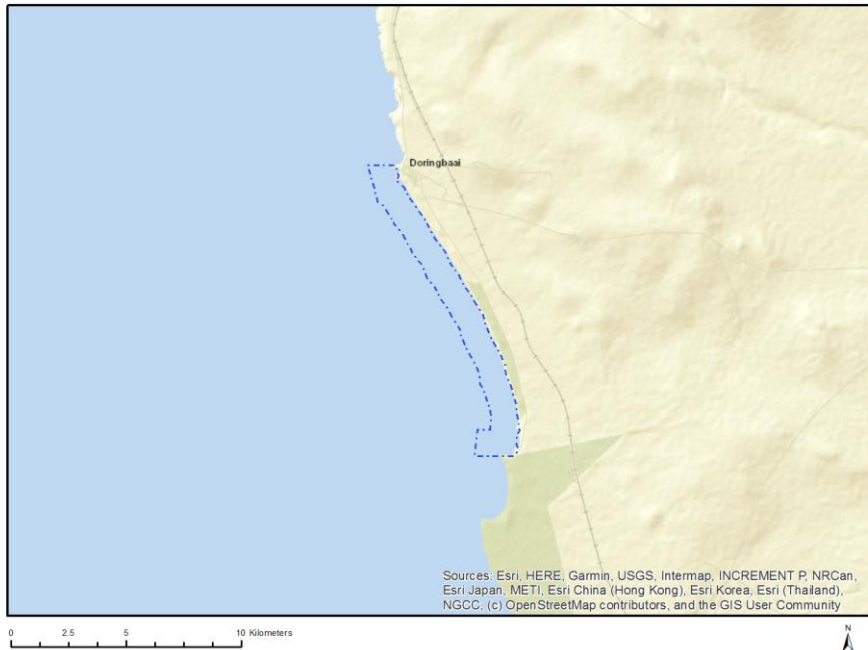 Doringbaai
Sources: Esri, HERE, Garmin, USGS, Intermap, INCREMENT P, NRCan,
Esri Japan, METI, Esri China (Hong Kong), Esri Korea, Esri (Thailand),
NGCC, (c) OpenStreetMap contributors, and the GIS User Community
0 2.5 5 10 Kilometers
N